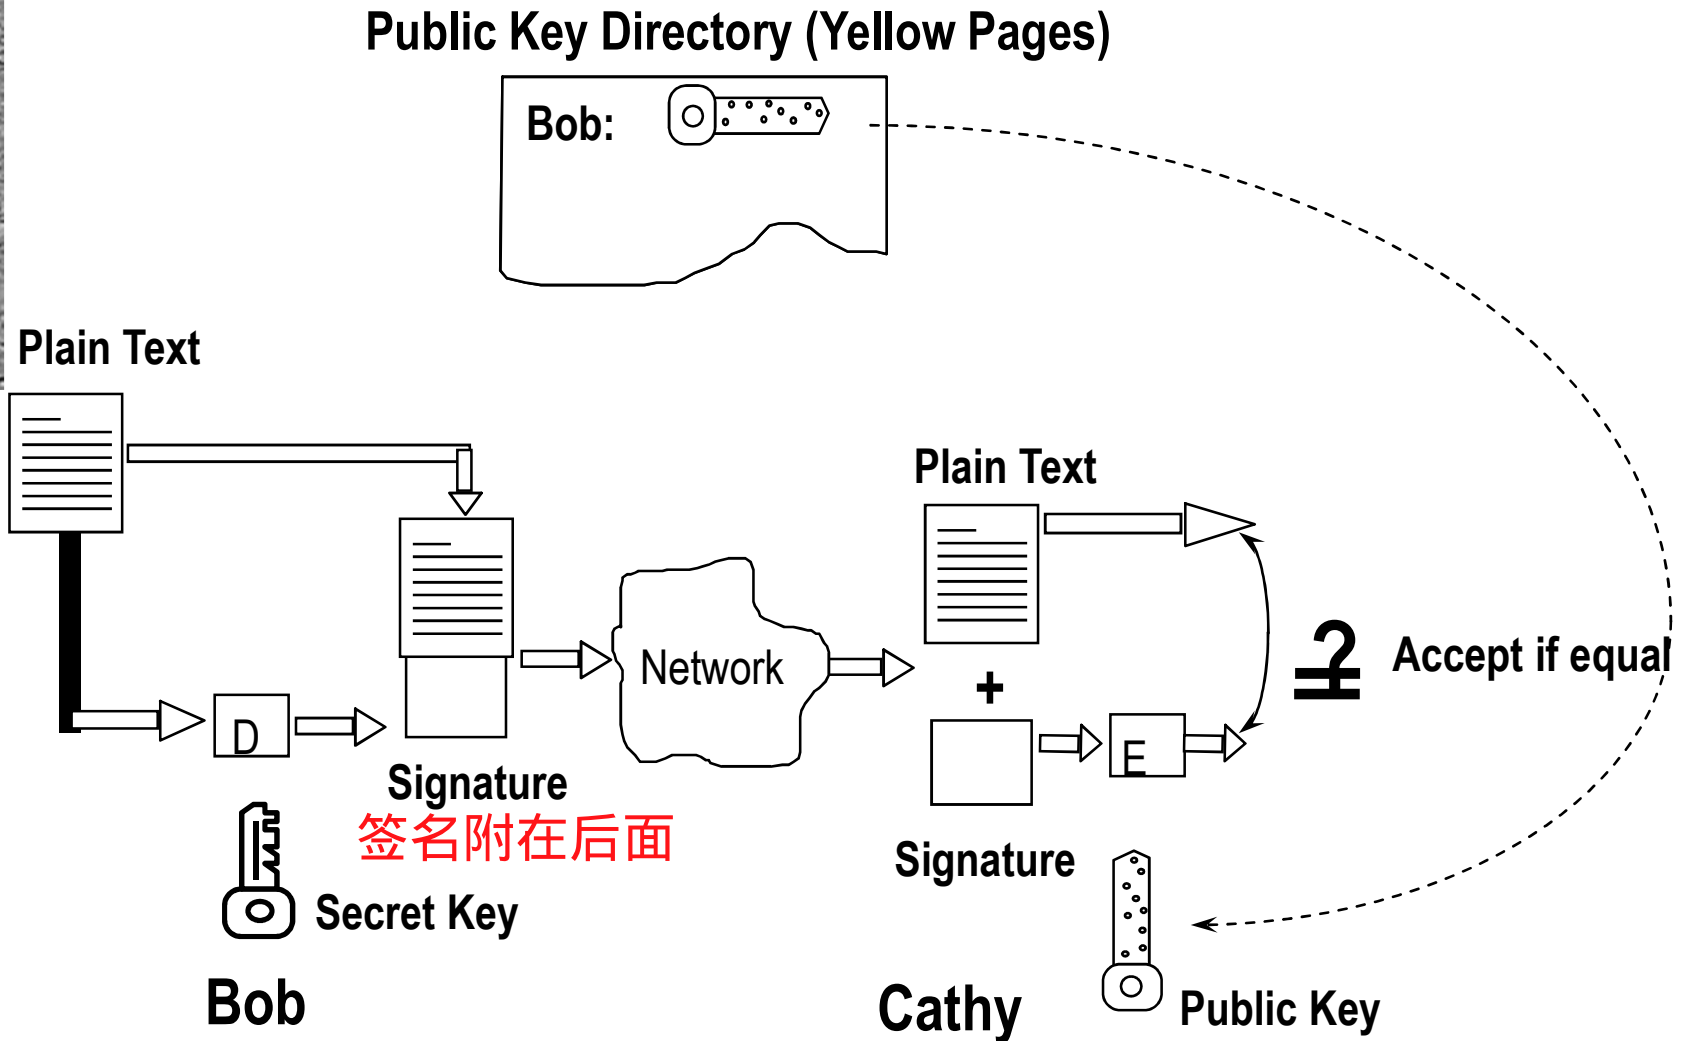 Public Key Directory (Yellow Pages)
Bob:
Plain Text
Plain Text
Network
+
Accept if equal
D
E
Signature
签名附在后面
Signature
Secret Key
Bob
Cathy
Public Key